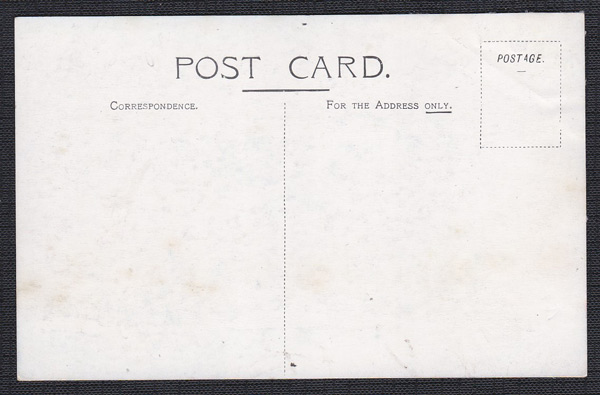 POST CARD.
POSTAGE.
CORRESPONDENCE.
FOR THE ADDRESS ONLY.